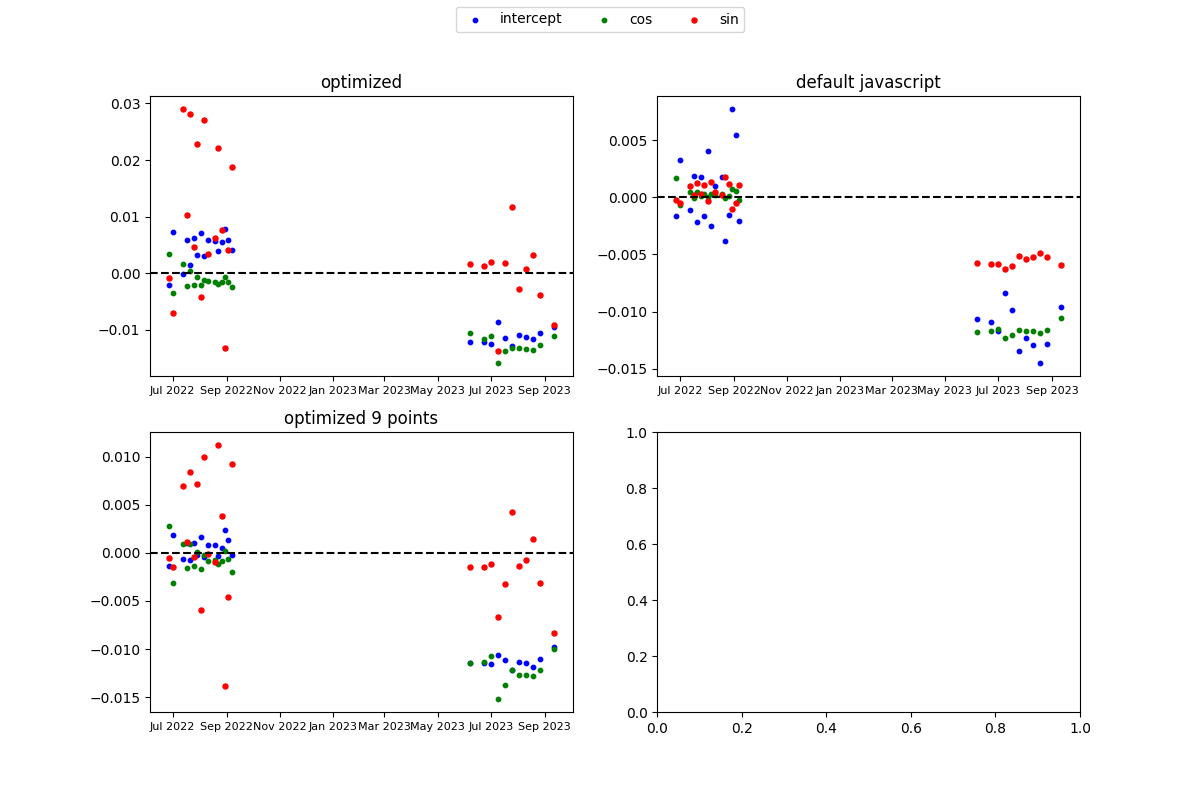 intercept cos sin
optimized
0.03
0.02
0.01
0.00
−0.01
Jul 2022 Sep 2022 Nov 2022 Jan 2023 Mar 2023 May 2023 Jul 2023 Sep 2023
default javascript
0.005
0.000
−0.005
−0.010
−0.015
Jul 2022 Sep 2022 Nov 2022 Jan 2023 Mar 2023 May 2023 Jul 2023 Sep 2023
optimized 9 points
0.010
0.005
0.000
−0.005
−0.010
−0.015
Jul 2022 Sep 2022 Nov 2022 Jan 2023 Mar 2023 May 2023 Jul 2023 Sep 2023
1.0
0.8
0.6
0.4
0.2
0.0
0.0 0.2 0.4 0.6 0.8 1.0